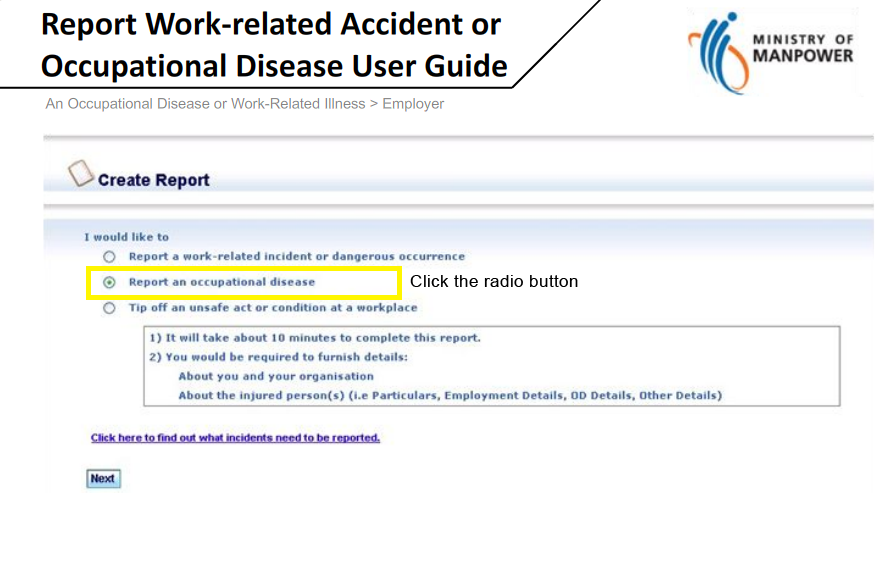 Report Work-related Accident or
Occupational Disease User Guide
MINISTRY OF
MANPOWER
An Occupational Disease or Work-Related Illness > Employer
Create Report
I would like to
Report a work-related incident or dangerous occurrence
Report an occupational disease
Click the radio button
Tip off an unsafe act or condition at a workplace
1) It will take about 10 minutes to complete this report.
2) You would be required to furnish details:
About you and your organisation
About the injured person(s) (i.e Particulars, Employment Details, OD Details, Other Details)
Click here to find out what incidents need to be reported.
Next